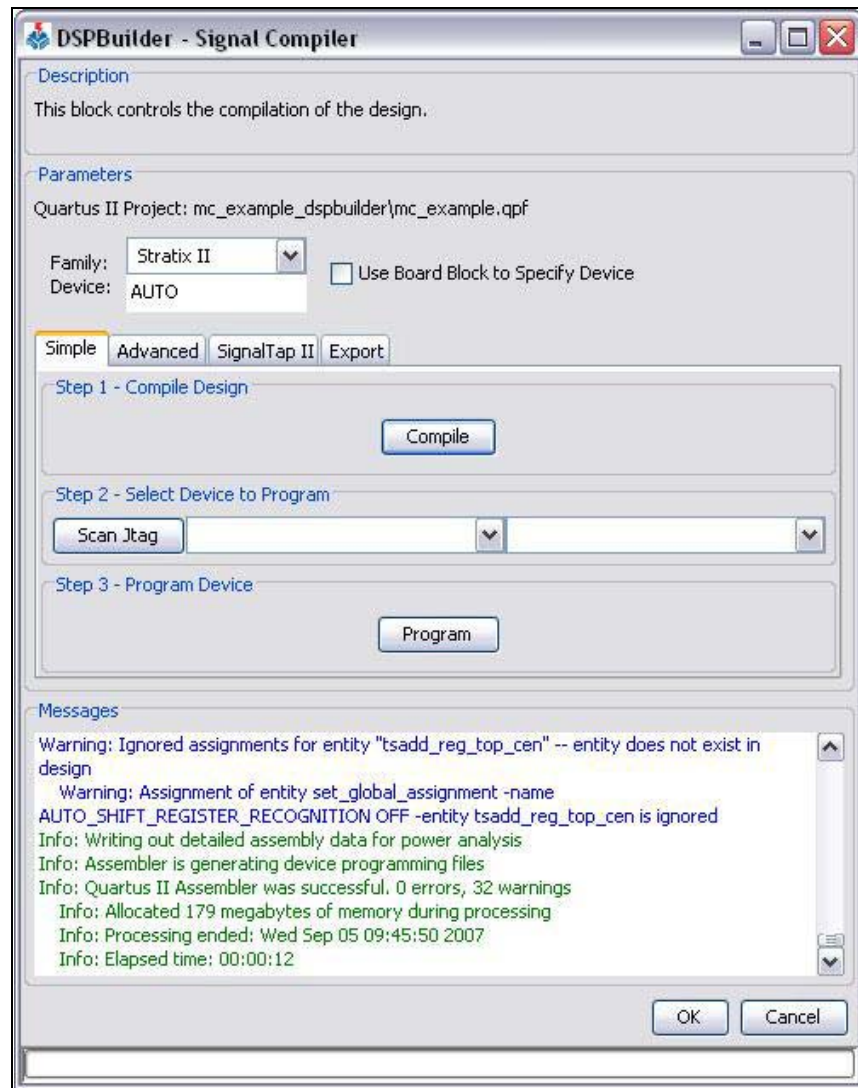 DSPBuilder - Signal Compiler
Description
This block controls the compilation of the design.
Parameters
Quartus II Project: mc_example_dspbuilder\mc_example.qpf
Family:
Stratix II
Device:
AUTO
Use Board Block to Specify Device
Simple
Advanced
SignalTap II
Export
Step 1 - Compile Design
Compile
Step 2 - Select Device to Program
Scan Jtag
Step 3 - Program Device
Program
Messages
Warning: Ignored assignments for entity "tsadd_reg_top_cen" -- entity does not exist in
design
Warning: Assignment of entity set_global_assignment -name
AUTO_SHIFT_REGISTER_RECOGNITION OFF -entity tsadd_reg_top_cen is ignored
Info: Writing out detailed assembly data for power analysis
Info: Assembler is generating device programming files
Info: Quartus II Assembler was successful. 0 errors, 32 warnings
Info: Allocated 179 megabytes of memory during processing
Info: Processing ended: Wed Sep 05 09:45:50 2007
Info: Elapsed time: 00:00:12
OK
Cancel